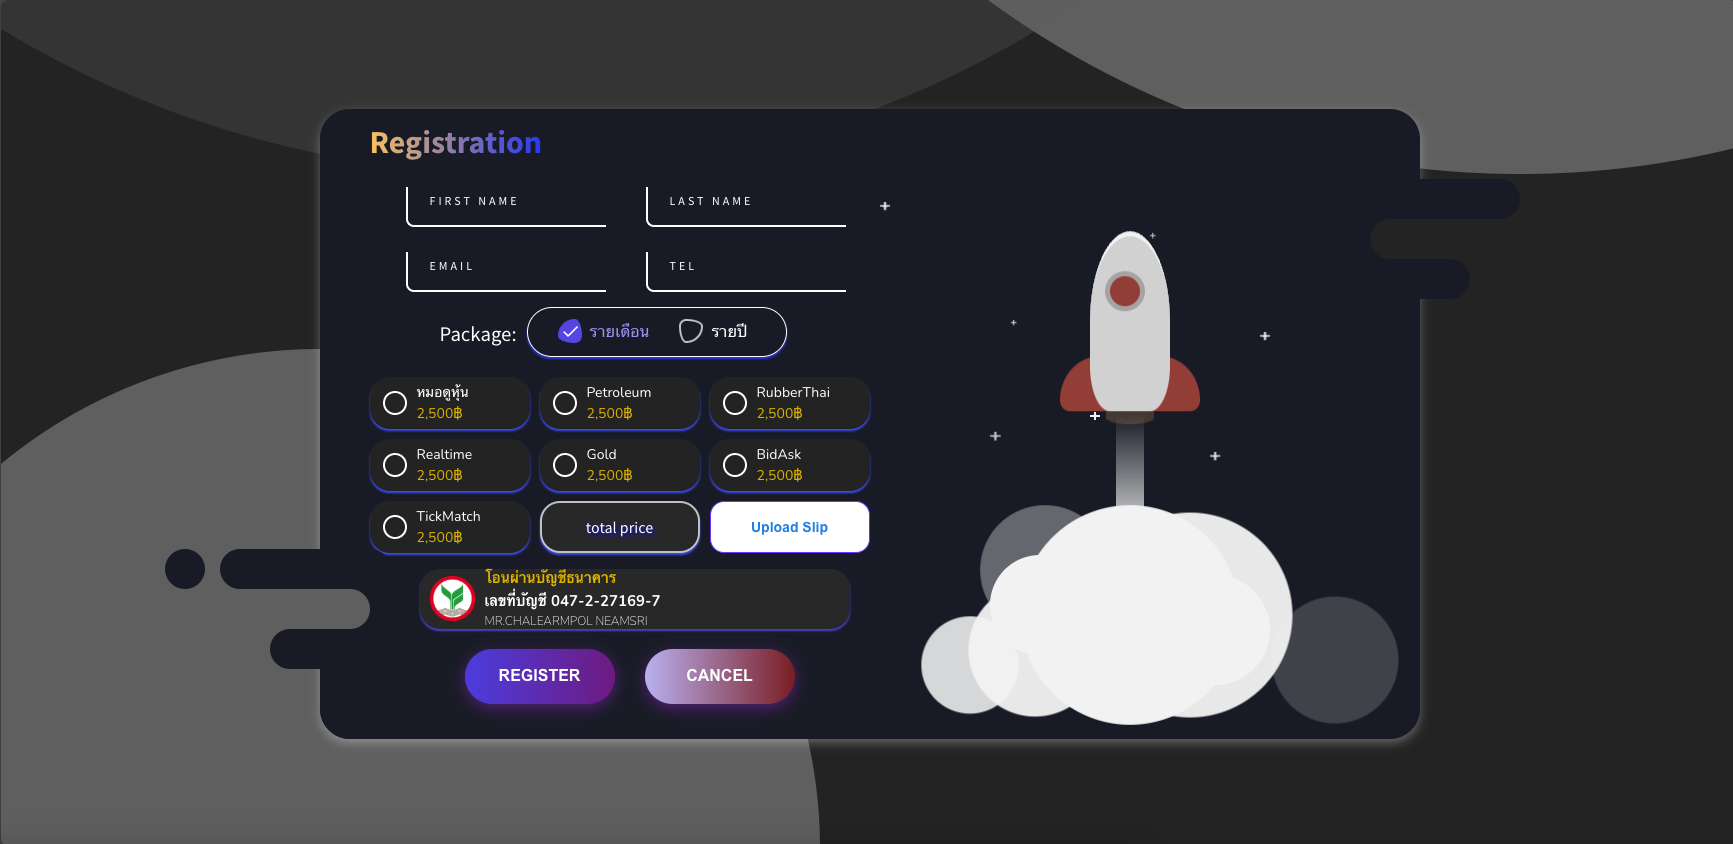 Registration
FIRST NAME
LAST NAME
EMAIL
TEL
Package:
รายเดือน
รายปี
หมอดูหุ้น
2,500฿
Petroleum
2,500฿
RubberThai
2,500฿
Realtime
2,500฿
Gold
2,500฿
BidAsk
2,500฿
TickMatch
2,500฿
total price
Upload Slip
โอนผ่านบัญชีธนาคาร
เลขที่บัญชี 047-2-27169-7
MR.CHALEARMPOL NEAMSRI
REGISTER
CANCEL